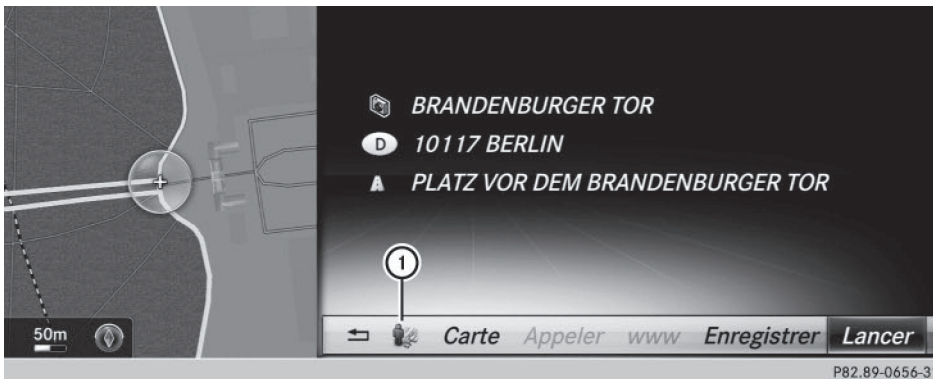 BRANDENBURGER TOR
D 10117 BERLIN
PLATZ VOR DEM BRANDENBURGER TOR
1
50m
Carte Appeler www Enregistrer Lancer
P82.89-0656-3